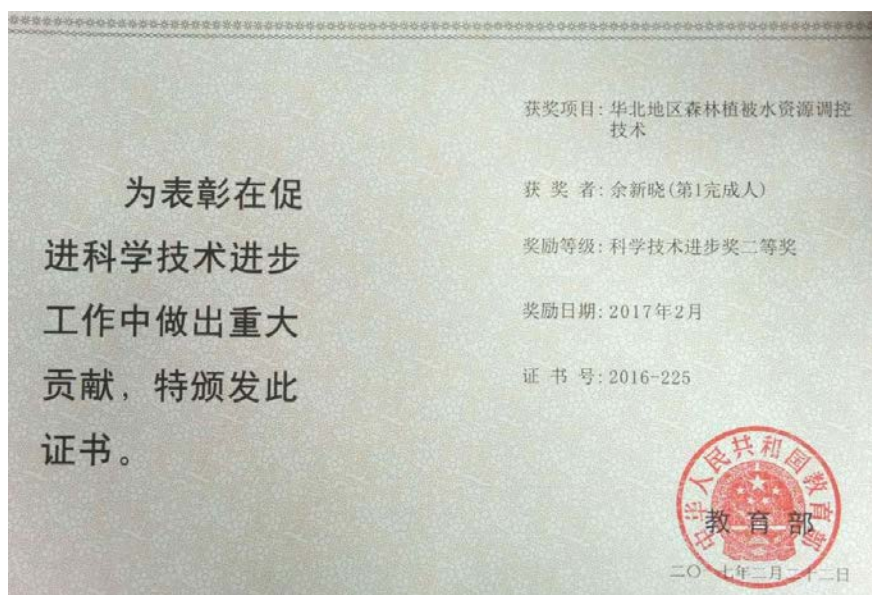 为表彰在促
进科学技术进步
工作中做出重大
贡献，特颁发此
证书。
获奖项目：华北地区森林植被水资源调控
技术
获 奖 者：余新晓(第1完成人)
奖励等级：科学技术进步奖二等奖
奖励日期：2017年2月
证 书 号：2016-225
中华人民共和国教育部
教育部
二〇一七年二月二十二日